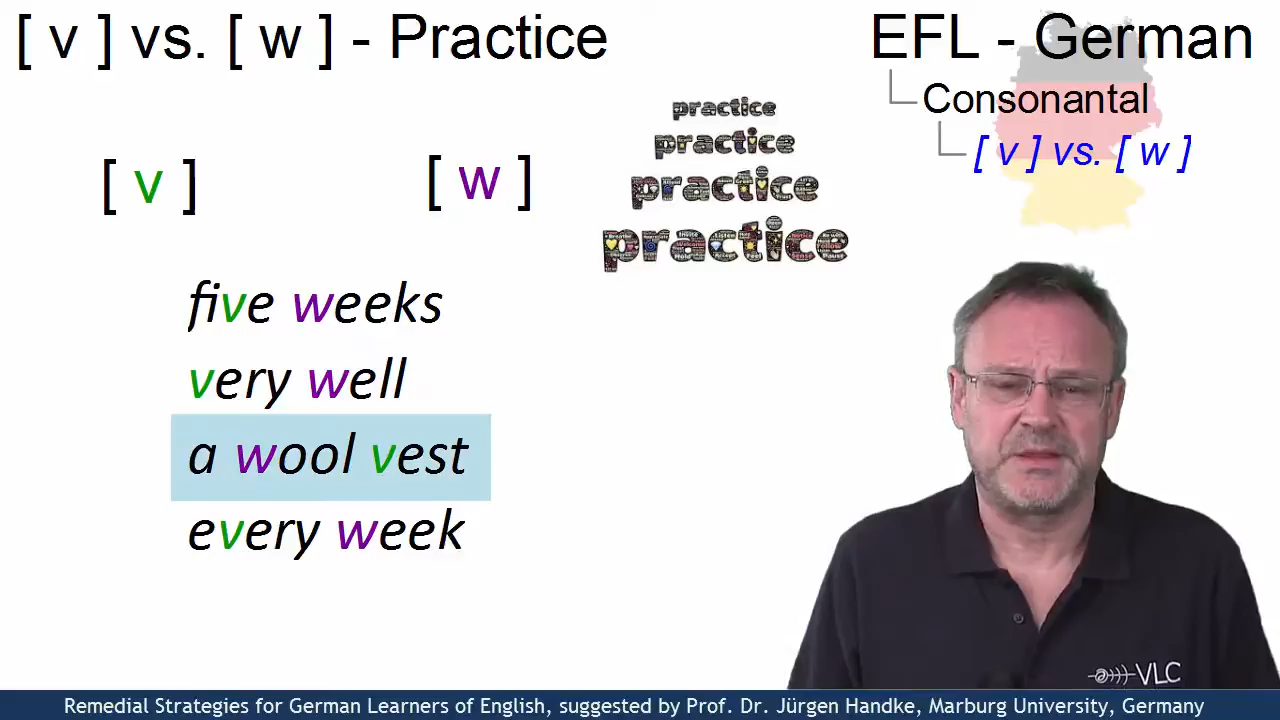 [ v ] vs. [ w ] - Practice
EFL - German
Consonantal
[ v ] vs. [ w ]
practice
practice
practice
practice
[ v ] [ w ]
five weeks
very well
a wool vest
every week
VLC
Remedial Strategies for German Learners of English, suggested by Prof. Dr. Jürgen Handke, Marburg University, Germany